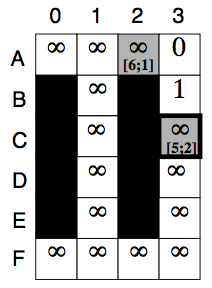 0 1 2 3
A ∞ ∞ ∞ [6;1] 0
B ∞ 1
C ∞ ∞ [5;2]
D ∞ ∞
E ∞ ∞
F ∞ ∞ ∞ ∞